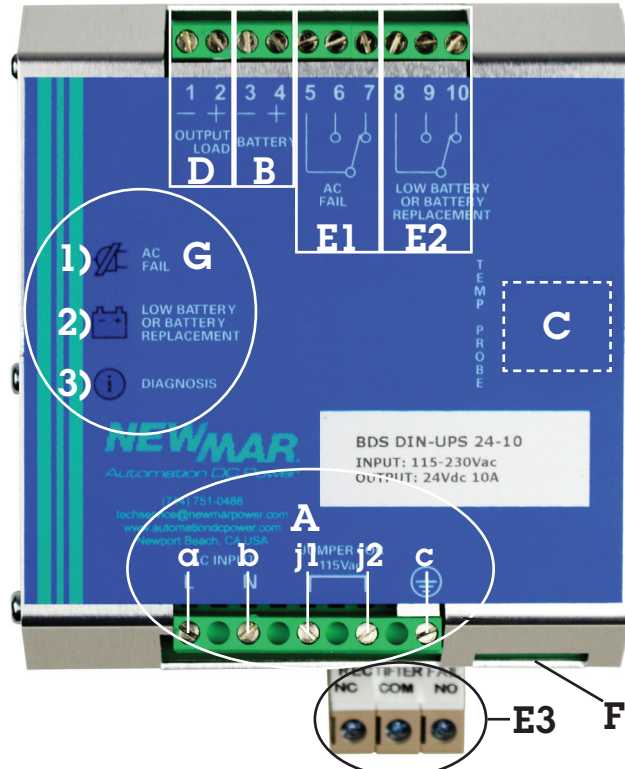 1 2 3 4 5 6 7 8 9 10
− + − +
OUTPUT LOAD
BATTERY
D B
AC FAIL
LOW BATTERY OR BATTERY REPLACEMENT
E1 E2
1) AC FAIL G
2) LOW BATTERY OR BATTERY REPLACEMENT
3) i DIAGNOSIS
TEMP PROBE
C
NEWMAR
Automation DC Power
(714) 751-0488
techservice@newmarpower.com
www.automationdcpower.com
Newport Beach, CA USA
BDS DIN-UPS 24-10
INPUT: 115-230Vac
OUTPUT: 24Vdc 10A
A
a b j1 j2 c
INPUT
115Vac
L N
RECTIFIER
NC COM NO
E3
F